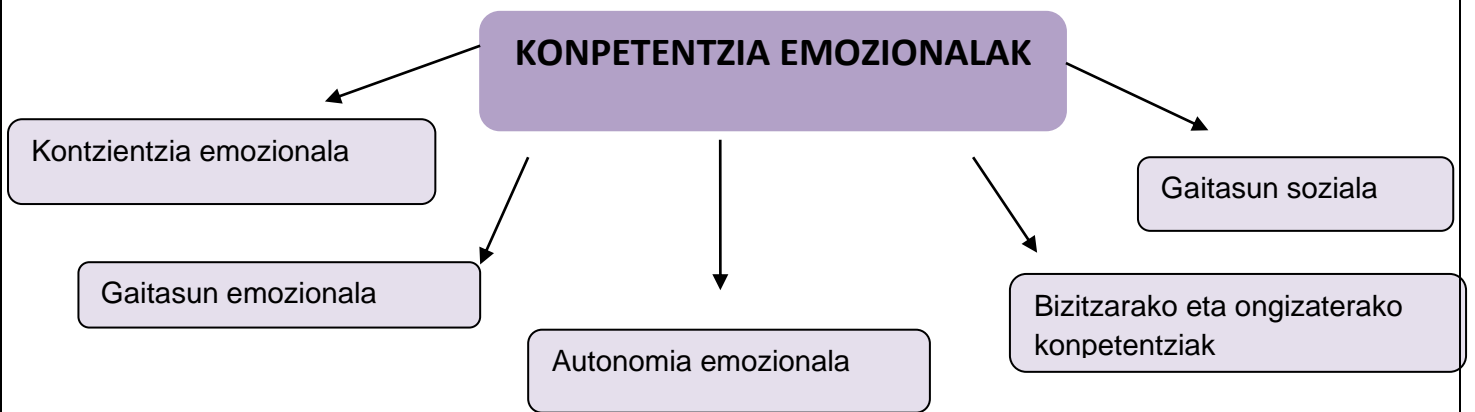 KONPETENTZIA EMOZIONALAK
Kontzientzia emozionala
Gaitasun soziala
Gaitasun emozionala
Bizitzarako eta ongizaterako
konpetentziak
Autonomia emozionala